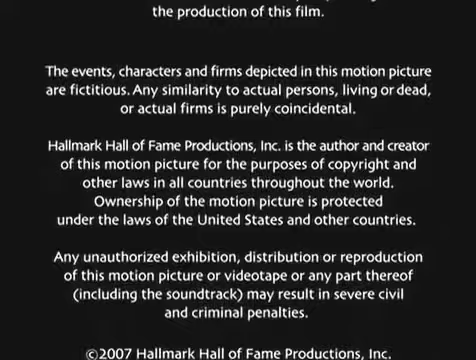 the production of this film.
The events, characters and firms depicted in this motion picture
are fictitious. Any similarity to actual persons, living or dead,
or actual firms is purely coincidental.
Hallmark Hall of Fame Productions, Inc. is the author and creator
of this motion picture for the purposes of copyright and
other laws in all countries throughout the world.
Ownership of the motion picture is protected
under the laws of the United States and other countries.
Any unauthorized exhibition, distribution or reproduction
of this motion picture or videotape or any part thereof
(including the soundtrack) may result in severe civil
and criminal penalties.
©2007 Hallmark Hall of Fame Productions, Inc.